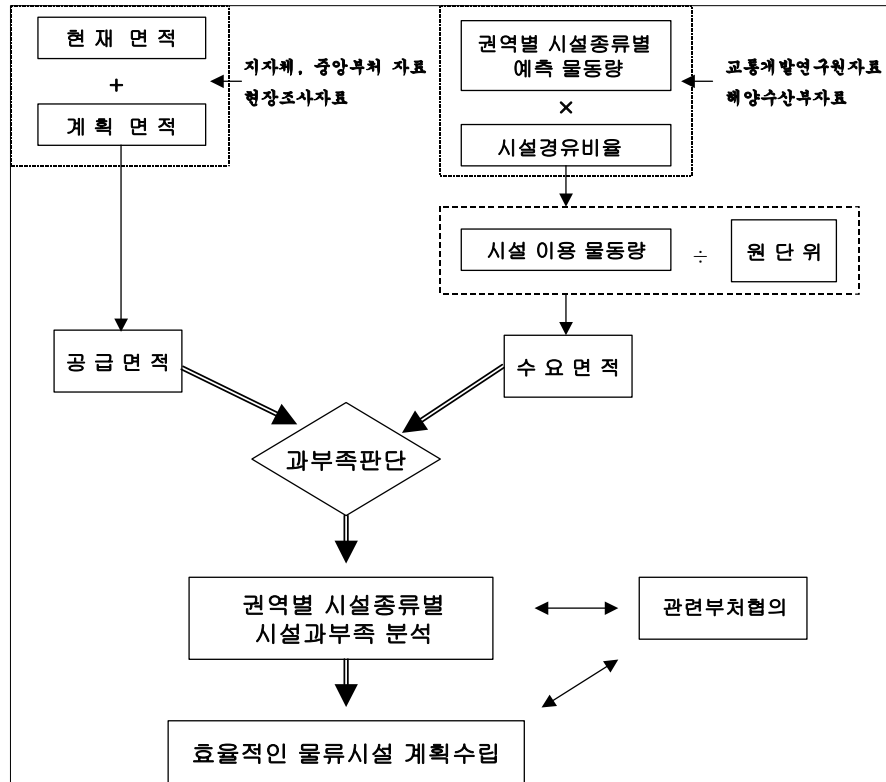 현재 면적
+
계획 면적
지자체, 중앙부처 자료
현장조사자료
권역별 시설종류별
예측 물동량
×
시설경유비율
교통개발연구원자료
해양수산부자료
시설 이용 물동량
÷
원 단 위
공 급 면 적
수 요 면 적
과부족판단
권역별 시설종류별
시설과부족 분석
관련부처협의
효율적인 물류시설 계획수립